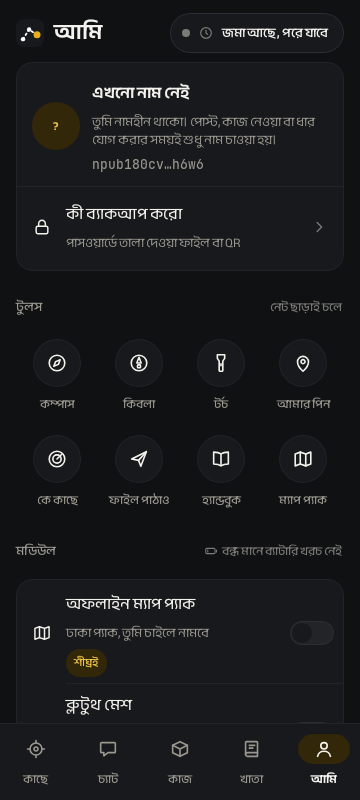 আমি
জমা আছে, পরে যাবে
এখনো নাম নেই
?
তুমি নামহীন থাকো। পোস্ট, কাজ নেওয়া বা ধার
যোগ করার সময়ই শুধু নাম চাওয়া হয়।
npub180cv…h6w6
কী ব্যাকআপ করো
পাসওয়ার্ডে তালা দেওয়া ফাইল বা QR
টুলস
নেট ছাড়াই চলে
কম্পাস
কিবলা
টর্চ
আমার পিন
কে কাছে
ফাইল পাঠাও
হ্যান্ডবুক
ম্যাপ প্যাক
মডিউল
বন্ধ মানে ব্যাটারি খরচ নেই
অফলাইন ম্যাপ প্যাক
ঢাকা প্যাক, তুমি চাইলে নামবে
শীঘ্রই
ব্লুটুথ মেশ
কাছে
চ্যাট
কাজ
খাতা
আমি